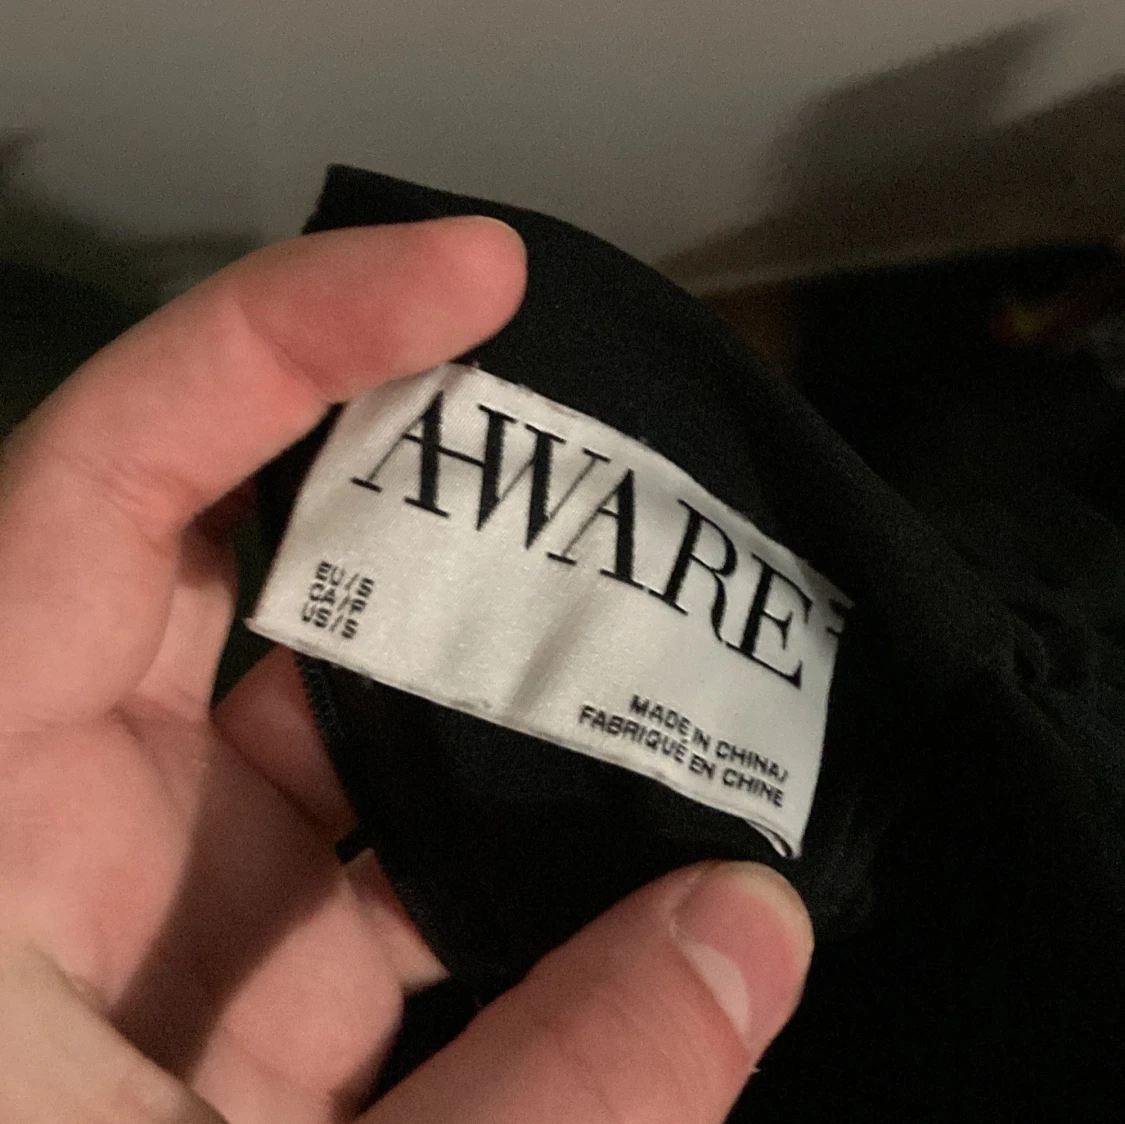 AWARE
EU/S
CA/P
US/S
MADE IN CHINA/
FABRIQUÉ EN CHINE